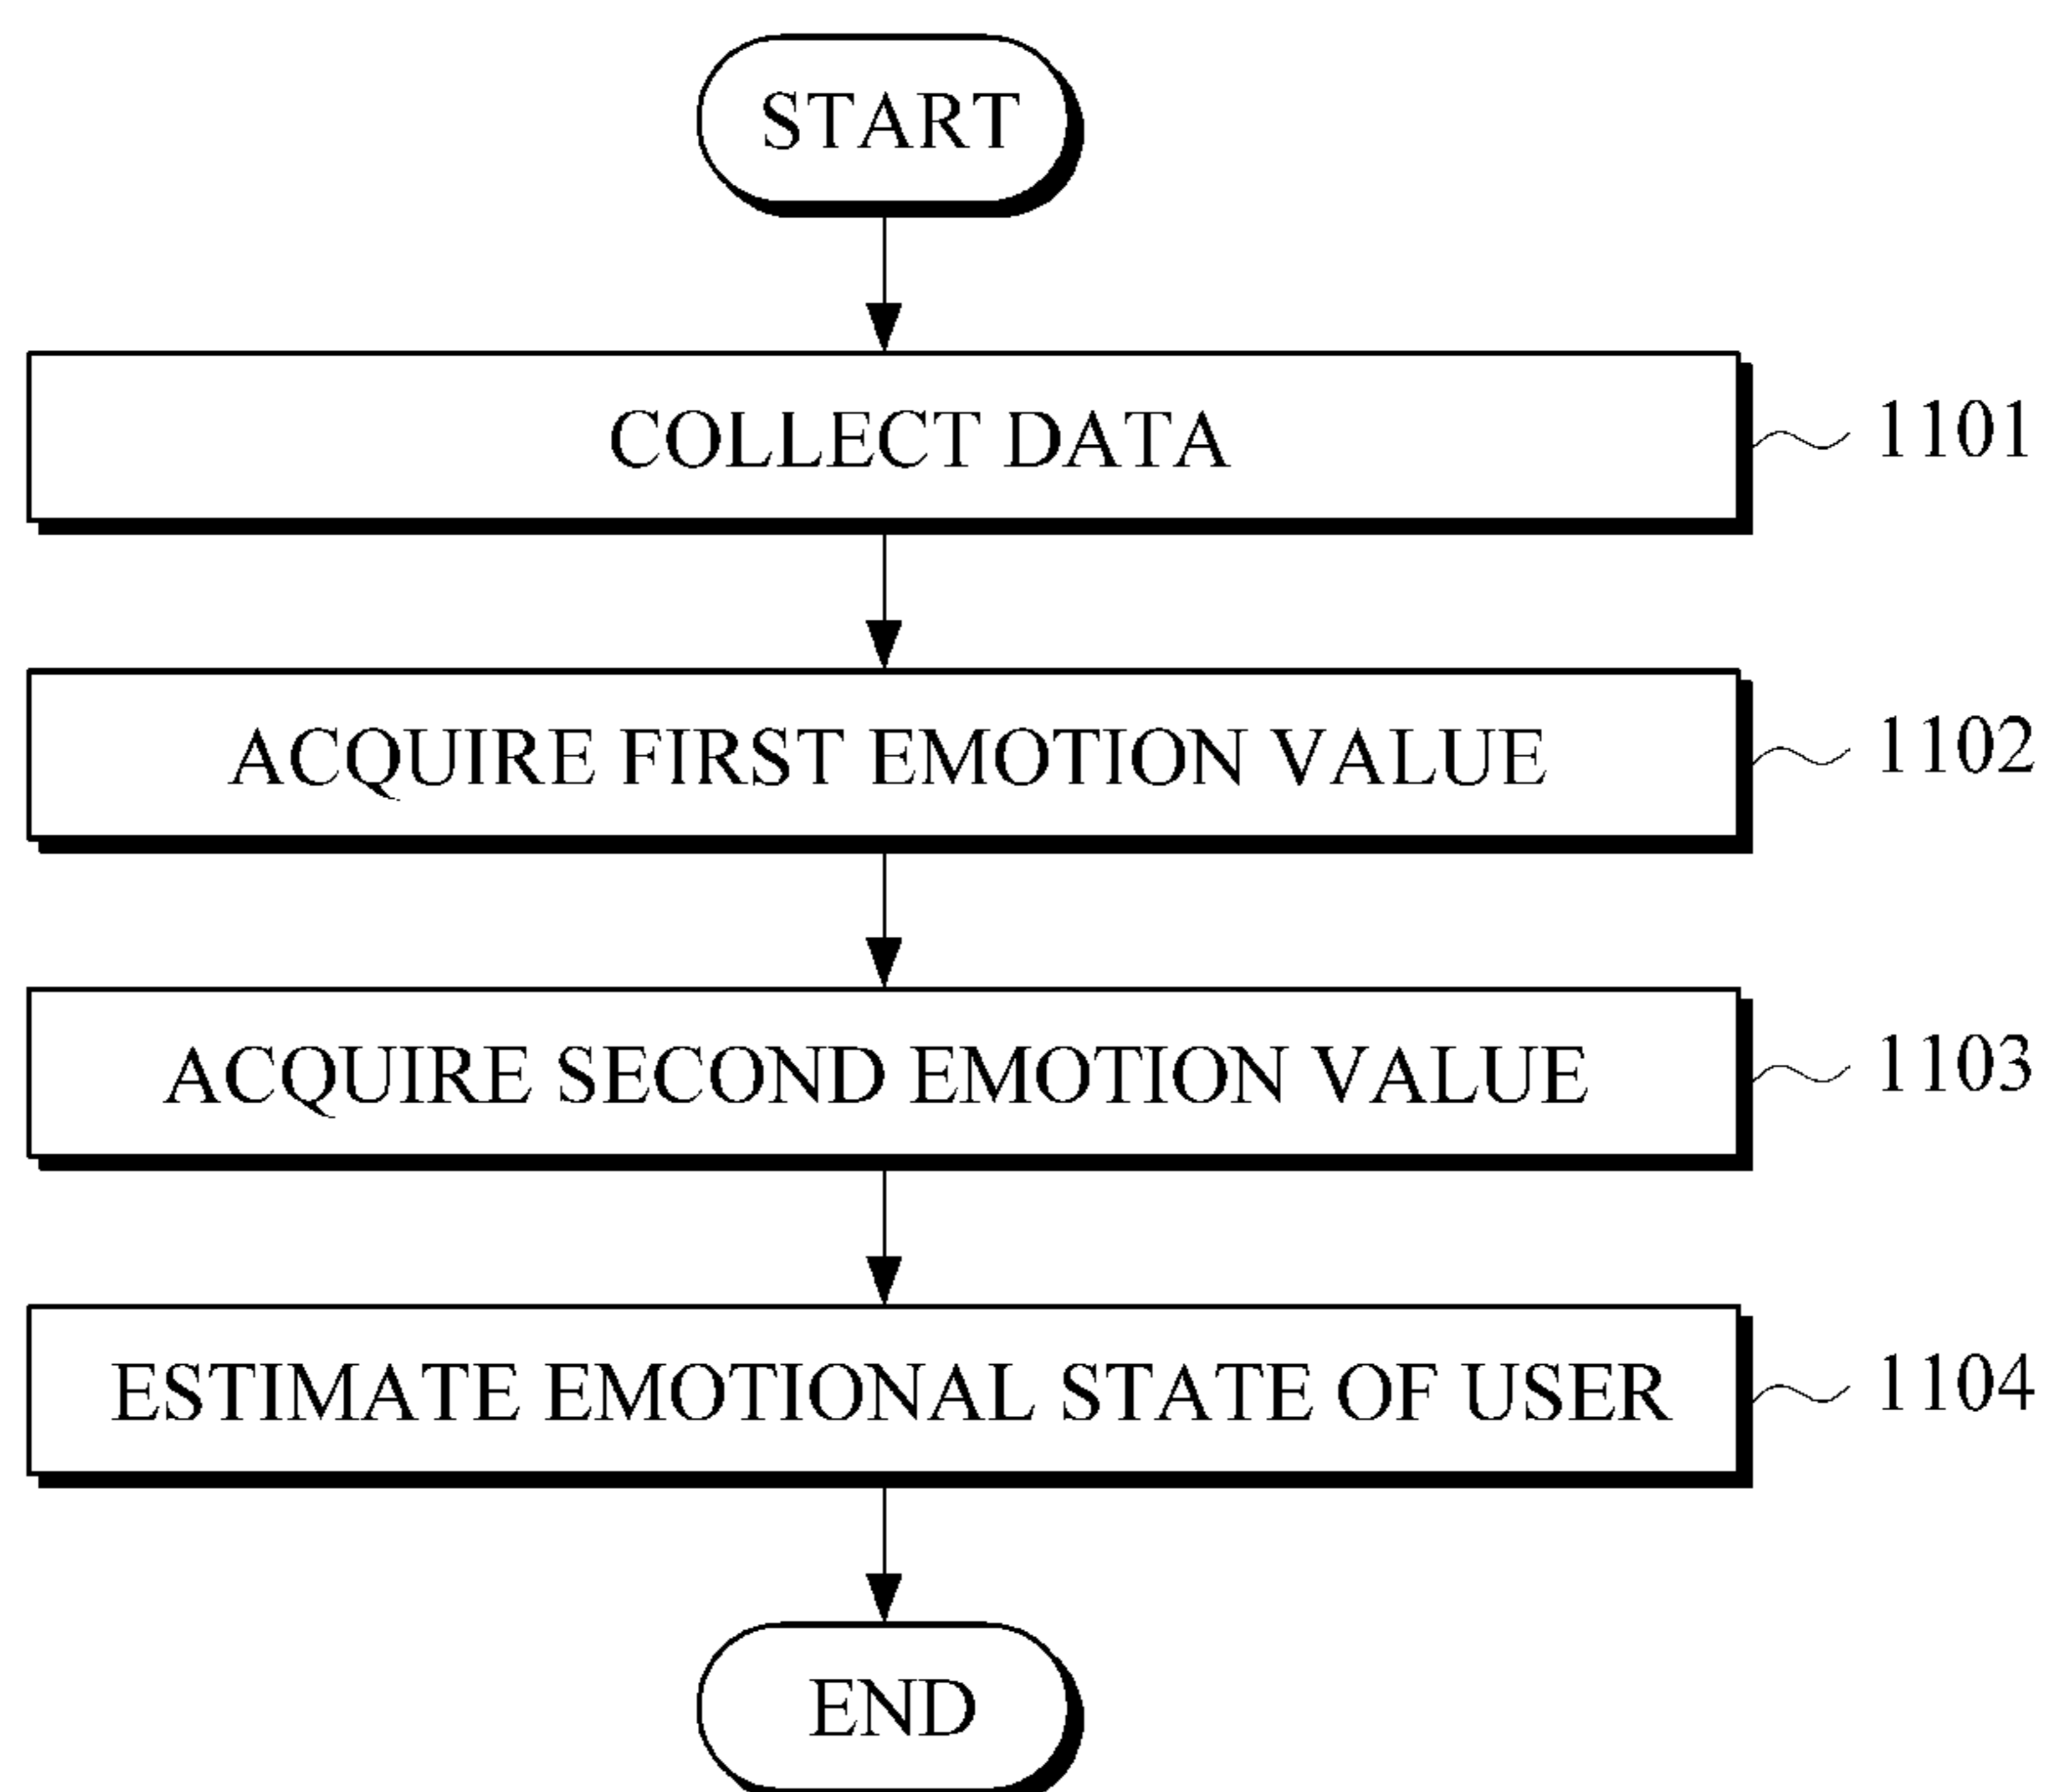 START
COLLECT DATA 1101
ACQUIRE FIRST EMOTION VALUE 1102
ACQUIRE SECOND EMOTION VALUE 1103
ESTIMATE EMOTIONAL STATE OF USER 1104
END